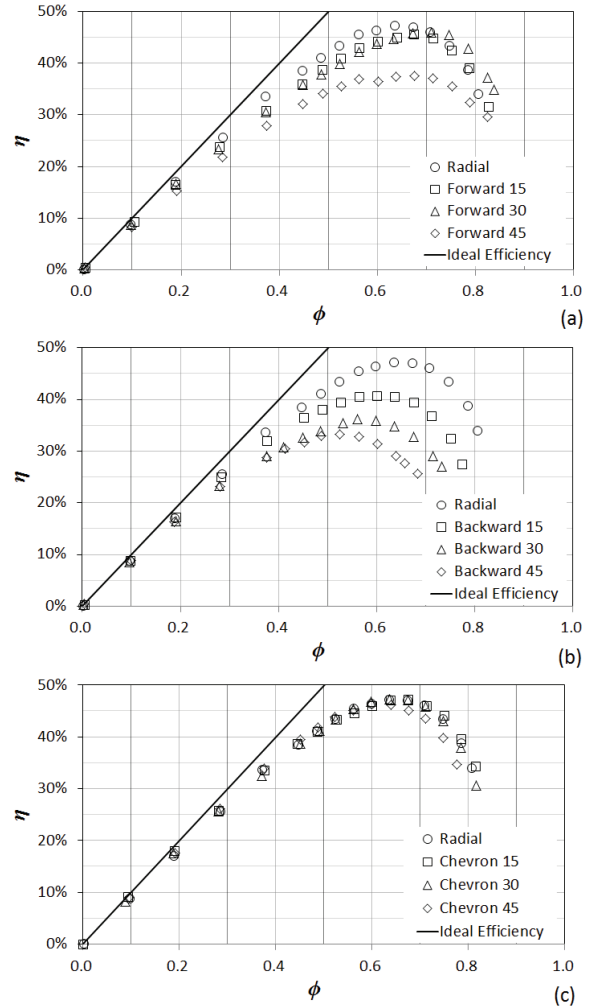 50%
40%
30%
η
20%
10%
0%
○ Radial
□ Forward 15
△ Forward 30
◇ Forward 45
Ideal Efficiency
0.0 0.2 0.4 0.6 0.8 1.0
ϕ
(a)
50%
40%
30%
η
20%
10%
0%
○ Radial
□ Backward 15
△ Backward 30
◇ Backward 45
Ideal Efficiency
0.0 0.2 0.4 0.6 0.8 1.0
ϕ
(b)
50%
40%
30%
η
20%
10%
0%
○ Radial
□ Chevron 15
△ Chevron 30
◇ Chevron 45
Ideal Efficiency
0.0 0.2 0.4 0.6 0.8 1.0
ϕ
(c)